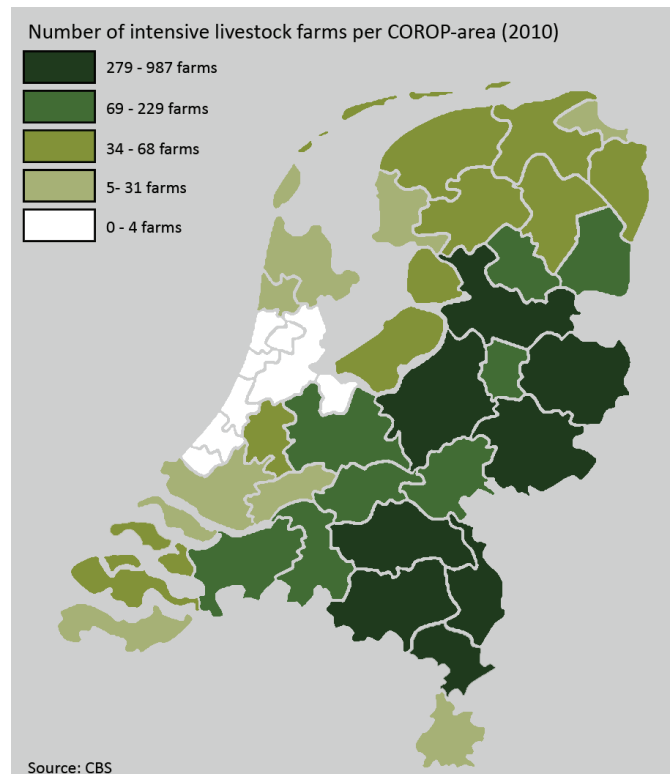 Number of intensive livestock farms per COROP-area (2010)
279 - 987 farms
69 - 229 farms
34 - 68 farms
5- 31 farms
0 - 4 farms
Source: CBS